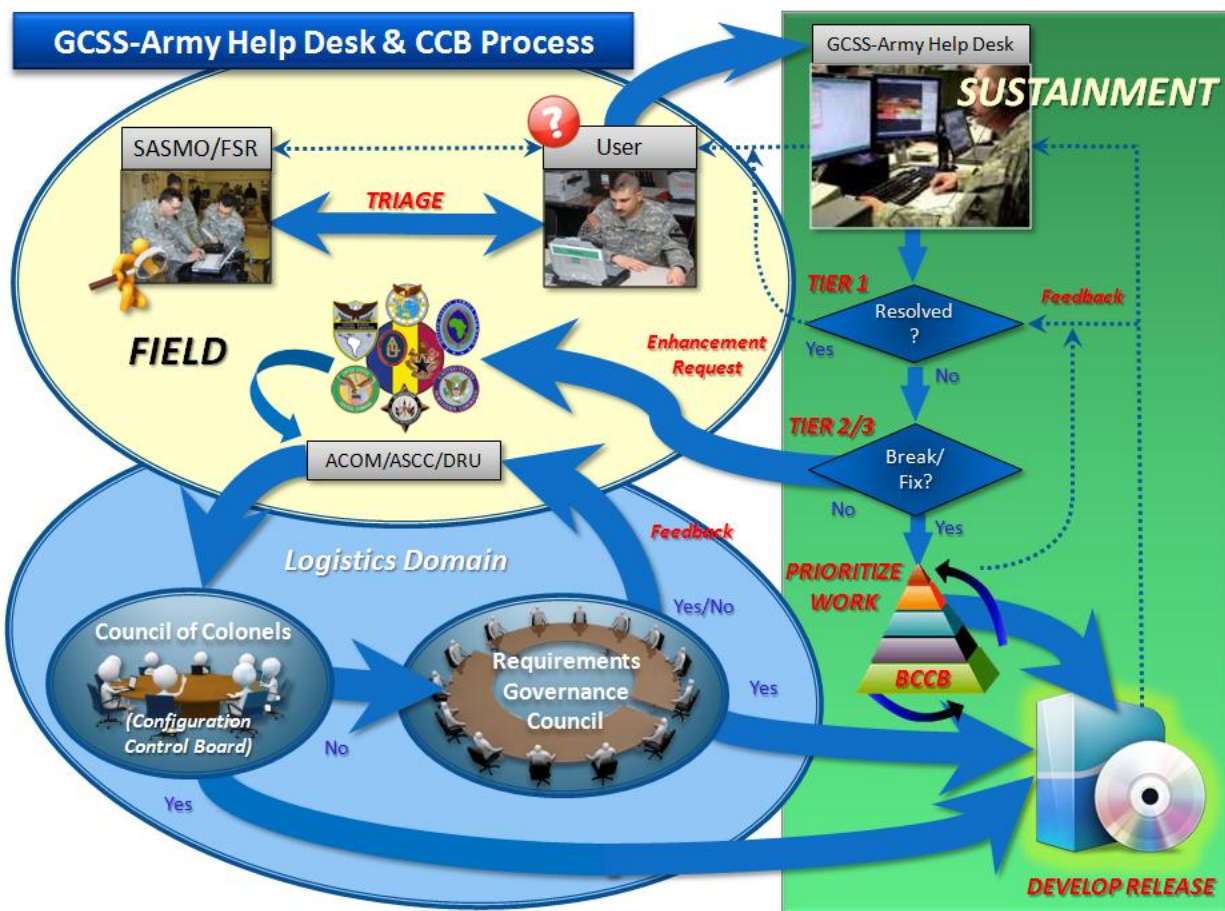 GCSS-Army Help Desk & CCB Process
GCSS-Army Help Desk
SUSTAINMENT
SASMO/FSR
?
User
TRIAGE
FIELD
TIER 1
Resolved
?
Feedback
Yes
No
Enhancement
Request
TIER 2/3
Break/
Fix?
No
Yes
ACOM/ASCC/DRU
Feedback
Logistics Domain
PRIORITIZE
WORK
BCCB
Yes/No
Council of Colonels
(Configuration
Control Board)
No
Requirements
Governance
Council
Yes
Yes
DEVELOP RELEASE